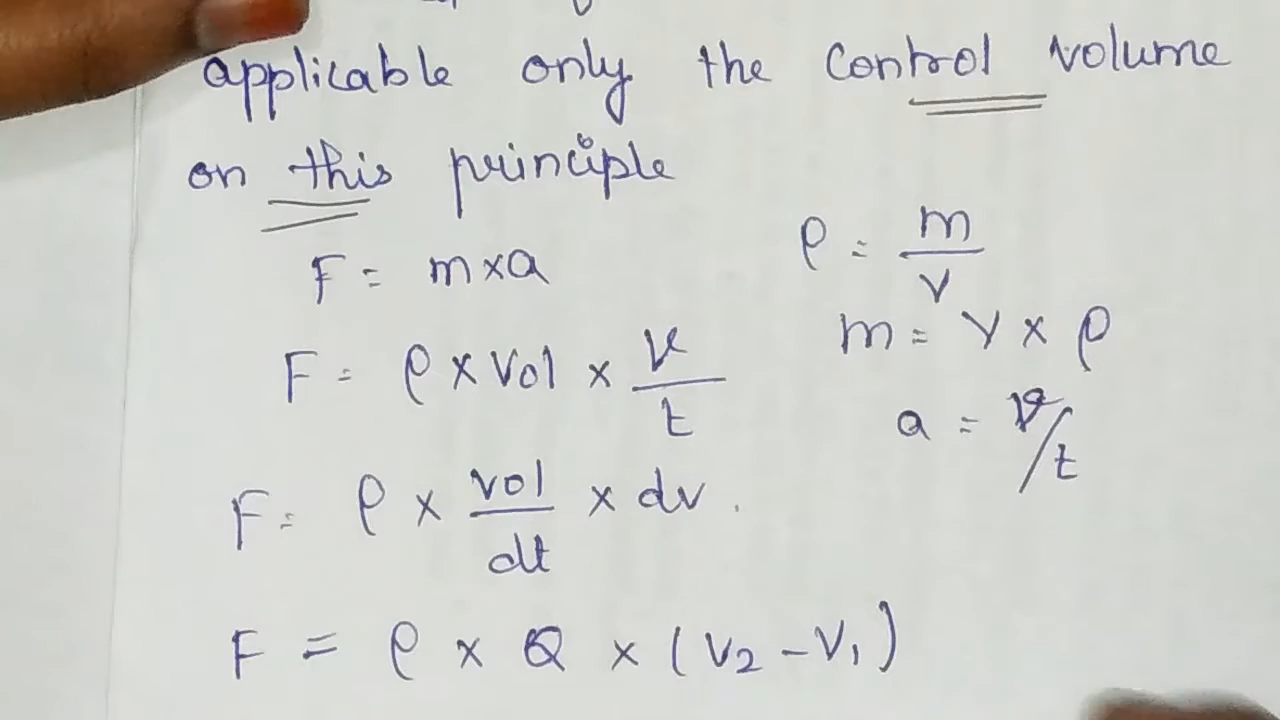 applicable only the control volume
on this principle
F = m x a
ρ = m/v
m = v x ρ
F = ρ x Vol x v/t
a = v/t
F = ρ x vol/dt x dv.
F = ρ x Q x (V₂ - V₁)